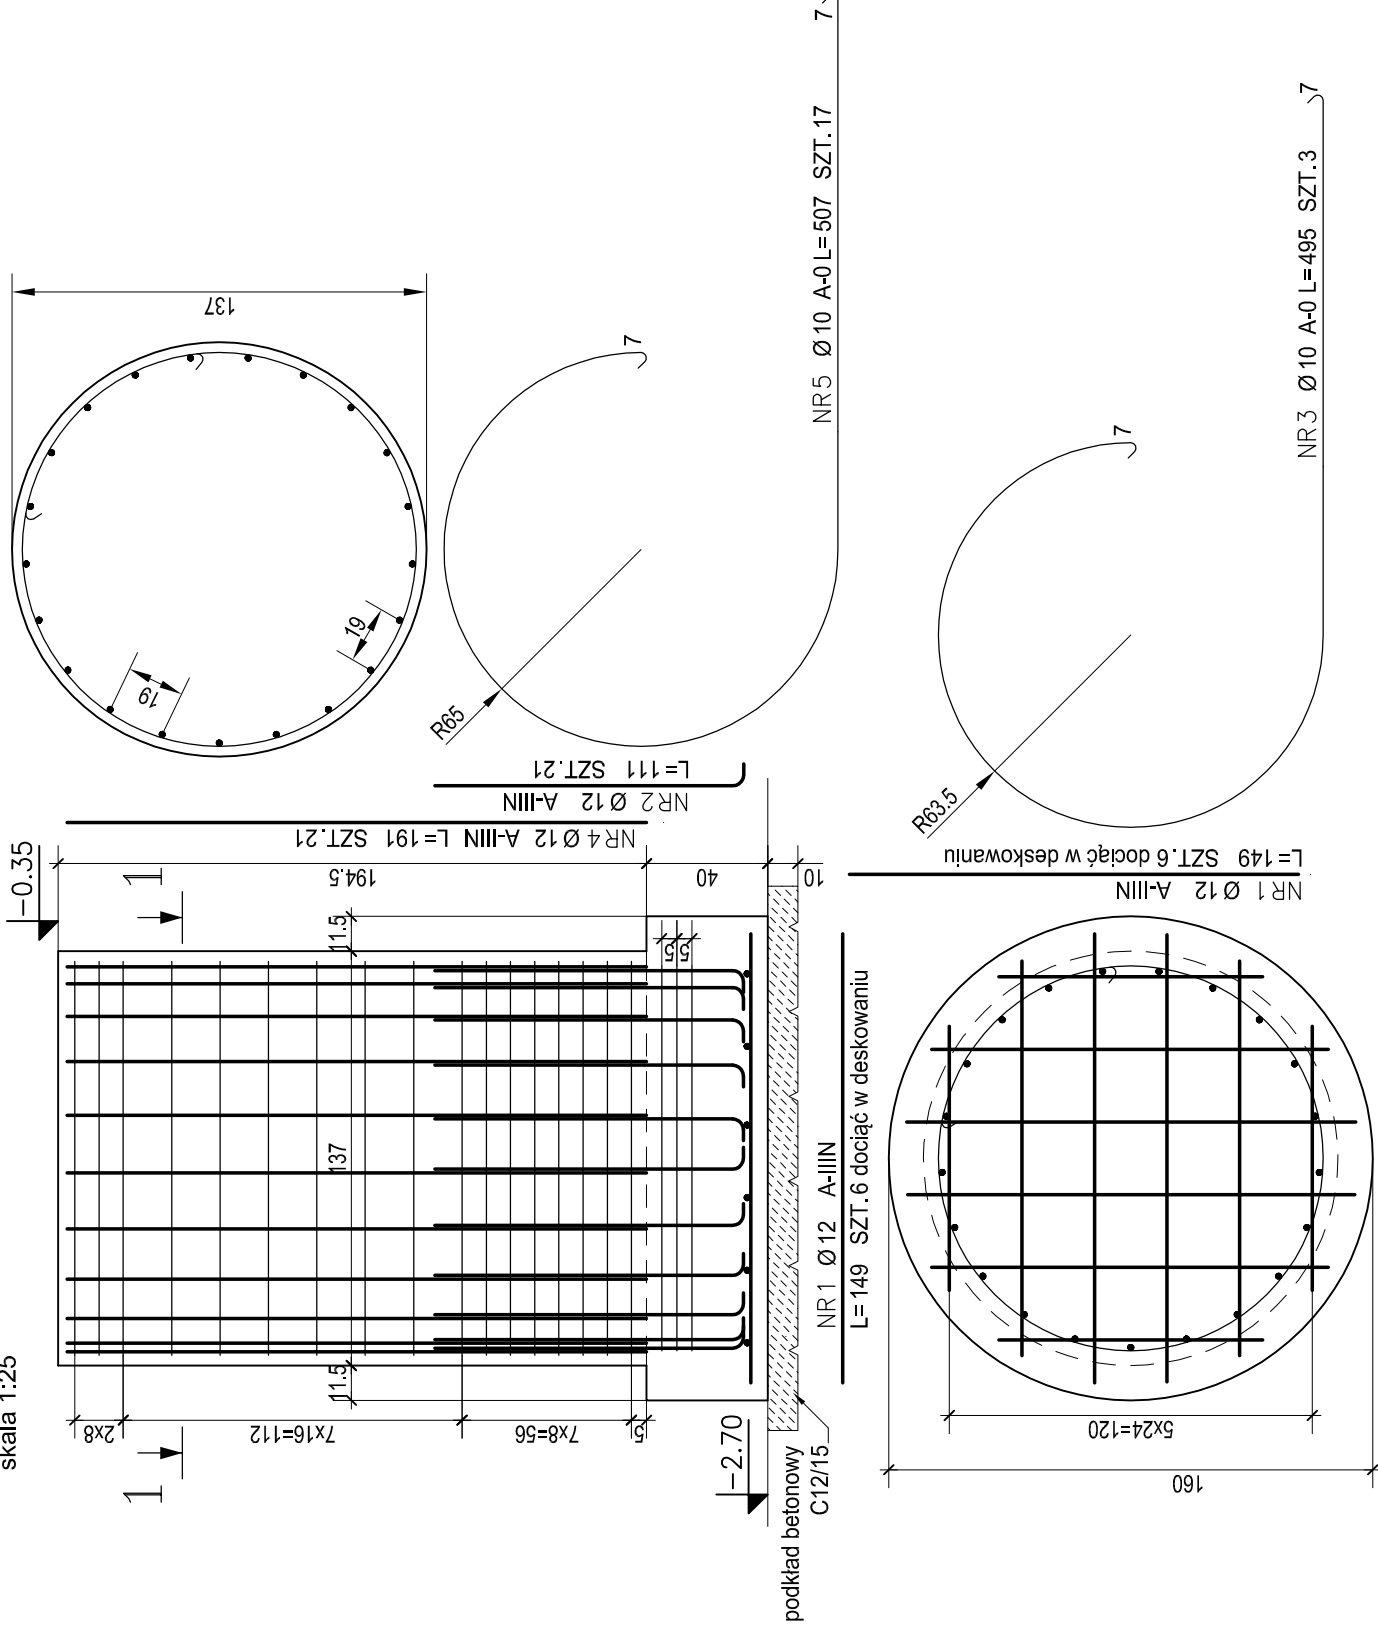 skala 1:25
-0.35
1
1
194.5
40
10
11.5
137
11.5
55
2x8
7x16=112
7x8=56
5
-2.70
podkład betonowy
C12/15
NR4 Ø12 A-IIIN L=191 SZT.21
NR2 Ø12 A-IIIN
L=111 SZT.21
137
19
19
R65
7
NR5 Ø10 A-0 L=507 SZT.17
7
R63.5
7
NR3 Ø10 A-0 L=495 SZT.3
7
NR1 Ø12 A-IIIN
L=149 SZT.6 dociąć w deskowaniu
NR1 Ø12 A-IIIN
L=149 SZT.6 dociąć w deskowaniu
5x24=120
160